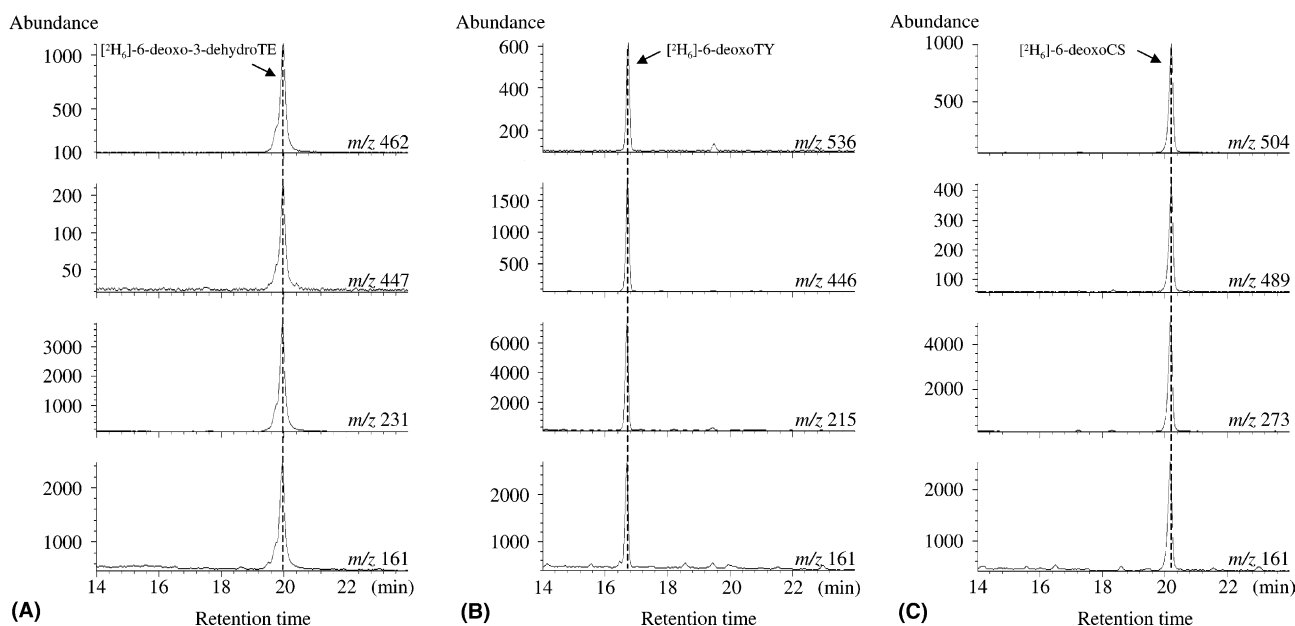 Abundance
[²H₆]-6-deoxo-3-dehydroTE
1000
500
100
m/z 462
200
100
50
m/z 447
3000
2000
1000
m/z 231
2000
1000
m/z 161
14 16 18 20 22 (min)
(A) Retention time
Abundance
[²H₆]-6-deoxoTY
600
400
200
m/z 536
1500
1000
500
m/z 446
6000
4000
2000
m/z 215
2000
1000
m/z 161
14 16 18 20 22 (min)
(B) Retention time
Abundance
[²H₆]-6-deoxoCS
1000
500
m/z 504
400
300
200
100
m/z 489
4000
2000
m/z 273
2000
1000
m/z 161
14 16 18 20 22 (min)
(C) Retention time